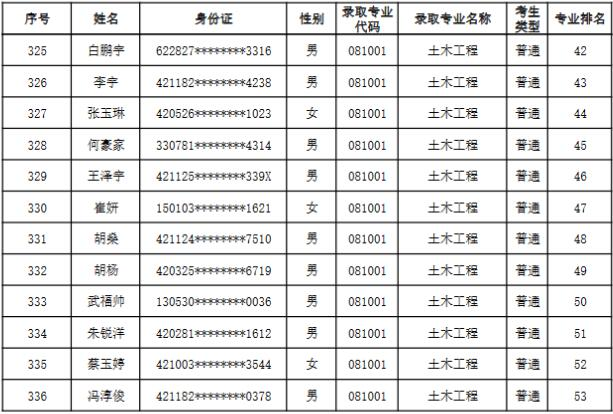 序号 姓名 身份证 性别 录取专业代码 录取专业名称 考生类型 专业排名
325 白鹏宇 622827********3316 男 081001 土木工程 普通 42
326 李宇 421182********4238 男 081001 土木工程 普通 43
327 张玉琳 420526********1023 女 081001 土木工程 普通 44
328 何豪家 330781********4314 男 081001 土木工程 普通 45
329 王泽宇 421125********339X 男 081001 土木工程 普通 46
330 崔妍 150103********1621 女 081001 土木工程 普通 47
331 胡燊 421124********7510 男 081001 土木工程 普通 48
332 胡杨 420325********6719 男 081001 土木工程 普通 49
333 武福帅 130530********0036 男 081001 土木工程 普通 50
334 朱锐洋 420281********1612 男 081001 土木工程 普通 51
335 蔡玉婷 421003********3544 女 081001 土木工程 普通 52
336 冯淳俊 421182********0378 男 081001 土木工程 普通 53